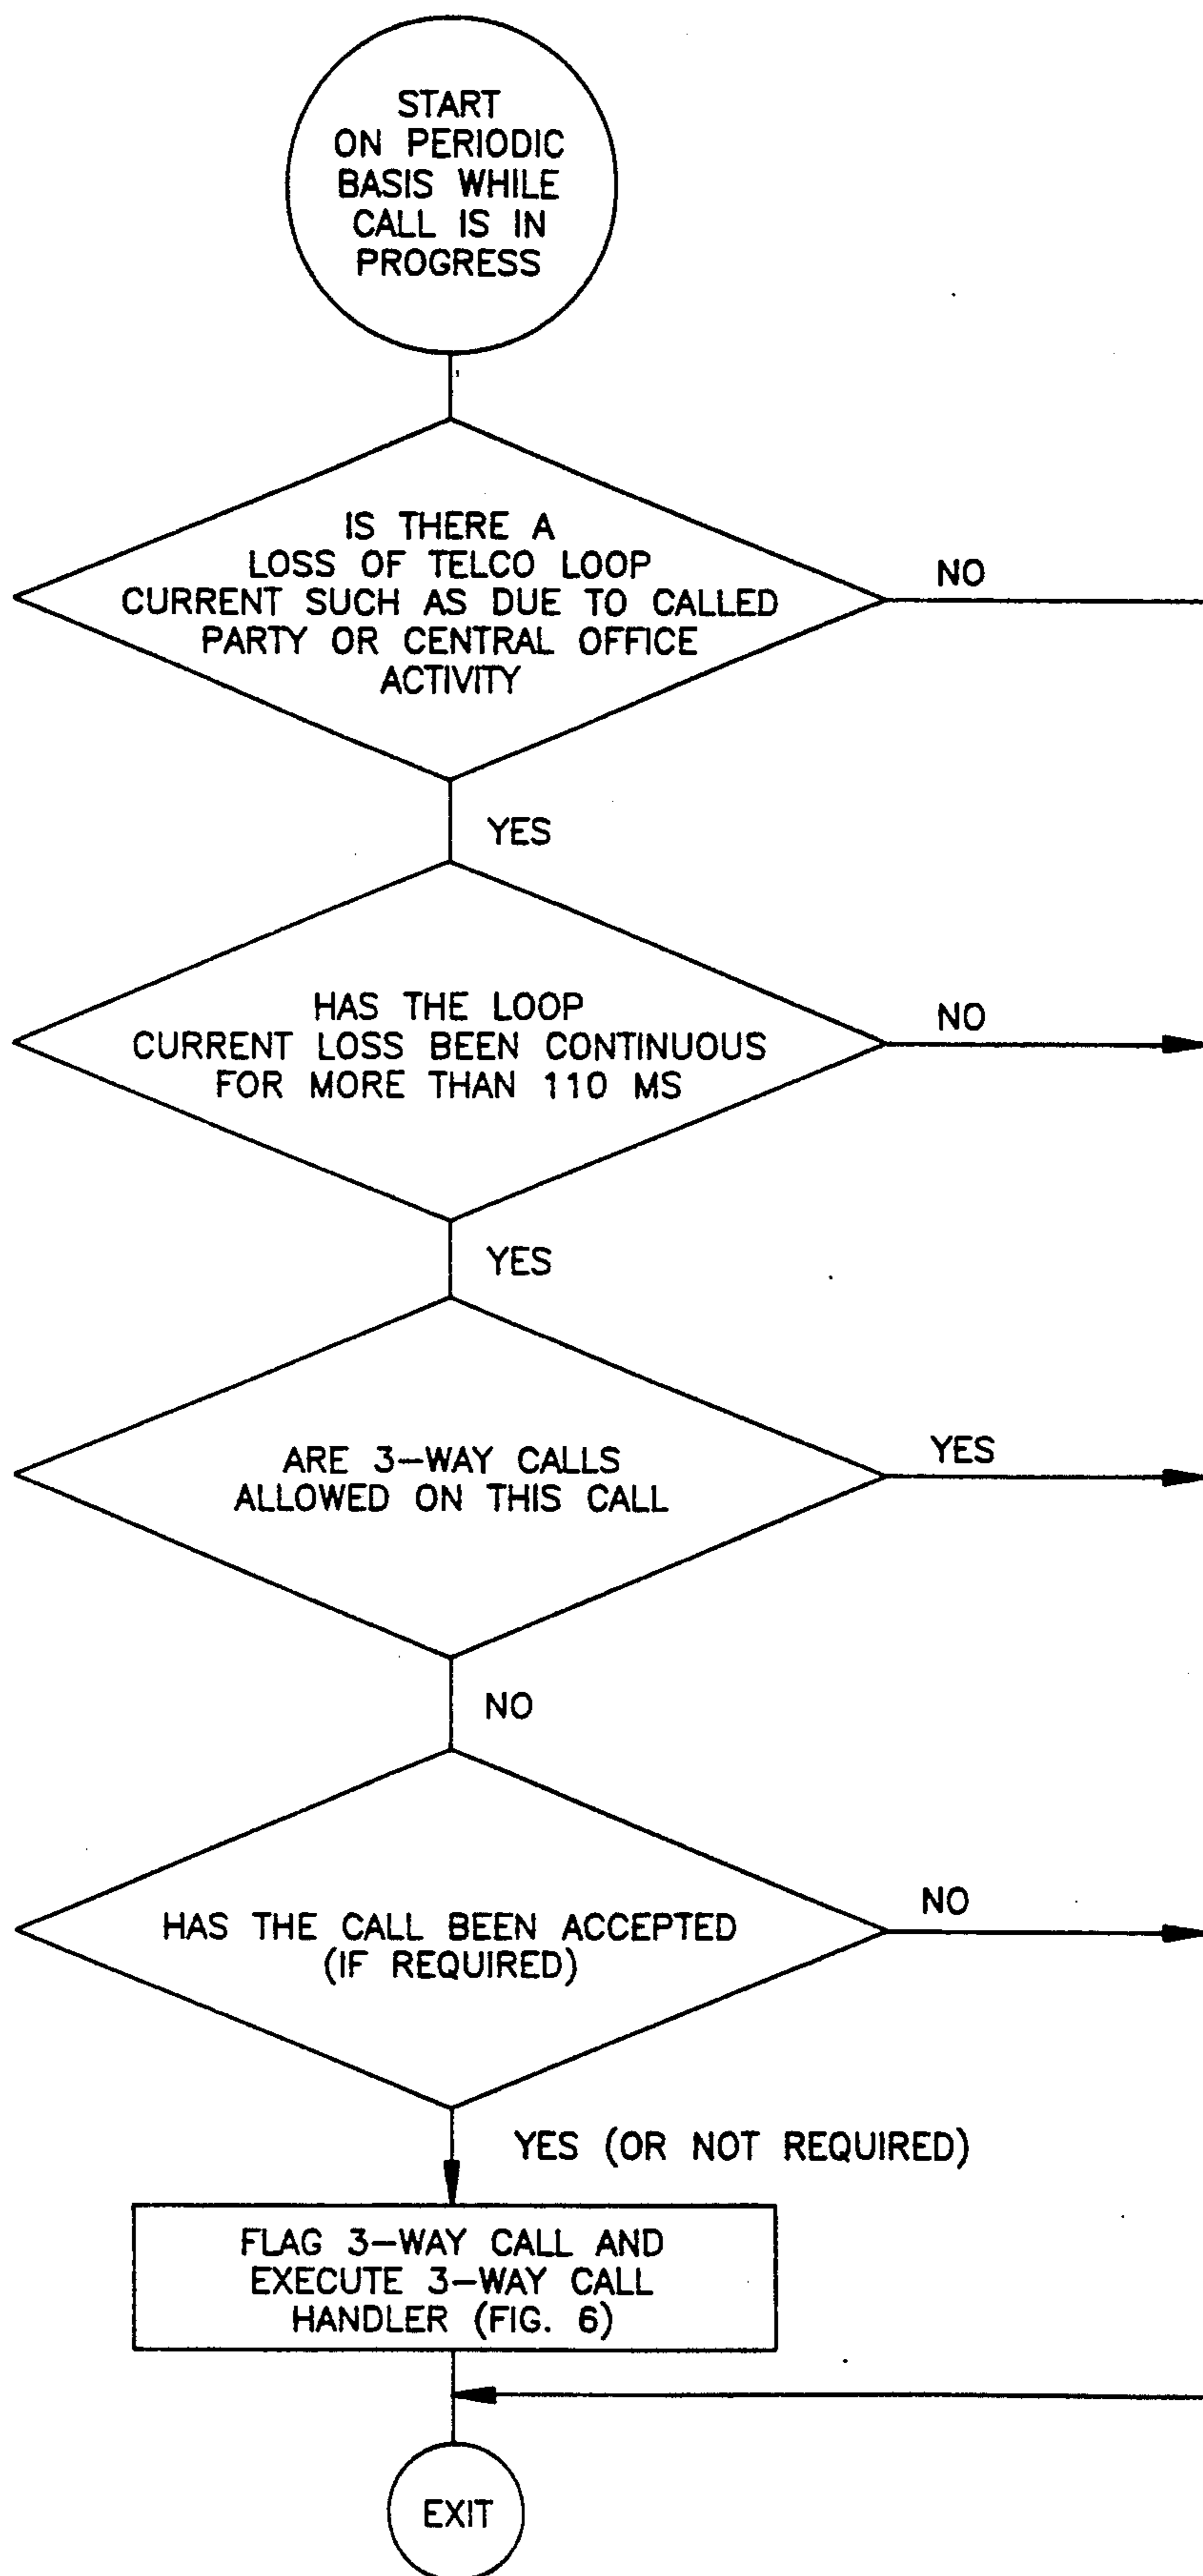 START
ON PERIODIC
BASIS WHILE
CALL IS IN
PROGRESS
IS THERE A
LOSS OF TELCO LOOP
CURRENT SUCH AS DUE TO CALLED
PARTY OR CENTRAL OFFICE
ACTIVITY
NO
YES
HAS THE LOOP
CURRENT LOSS BEEN CONTINUOUS
FOR MORE THAN 110 MS
NO
YES
ARE 3-WAY CALLS
ALLOWED ON THIS CALL
YES
NO
HAS THE CALL BEEN ACCEPTED
(IF REQUIRED)
NO
YES (OR NOT REQUIRED)
FLAG 3-WAY CALL AND
EXECUTE 3-WAY CALL
HANDLER (FIG. 6)
EXIT